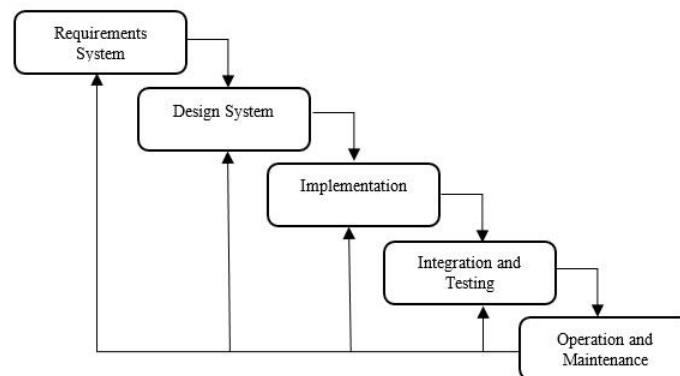 Requirements
System
Design System
Implementation
Integration and
Testing
Operation and
Maintenance